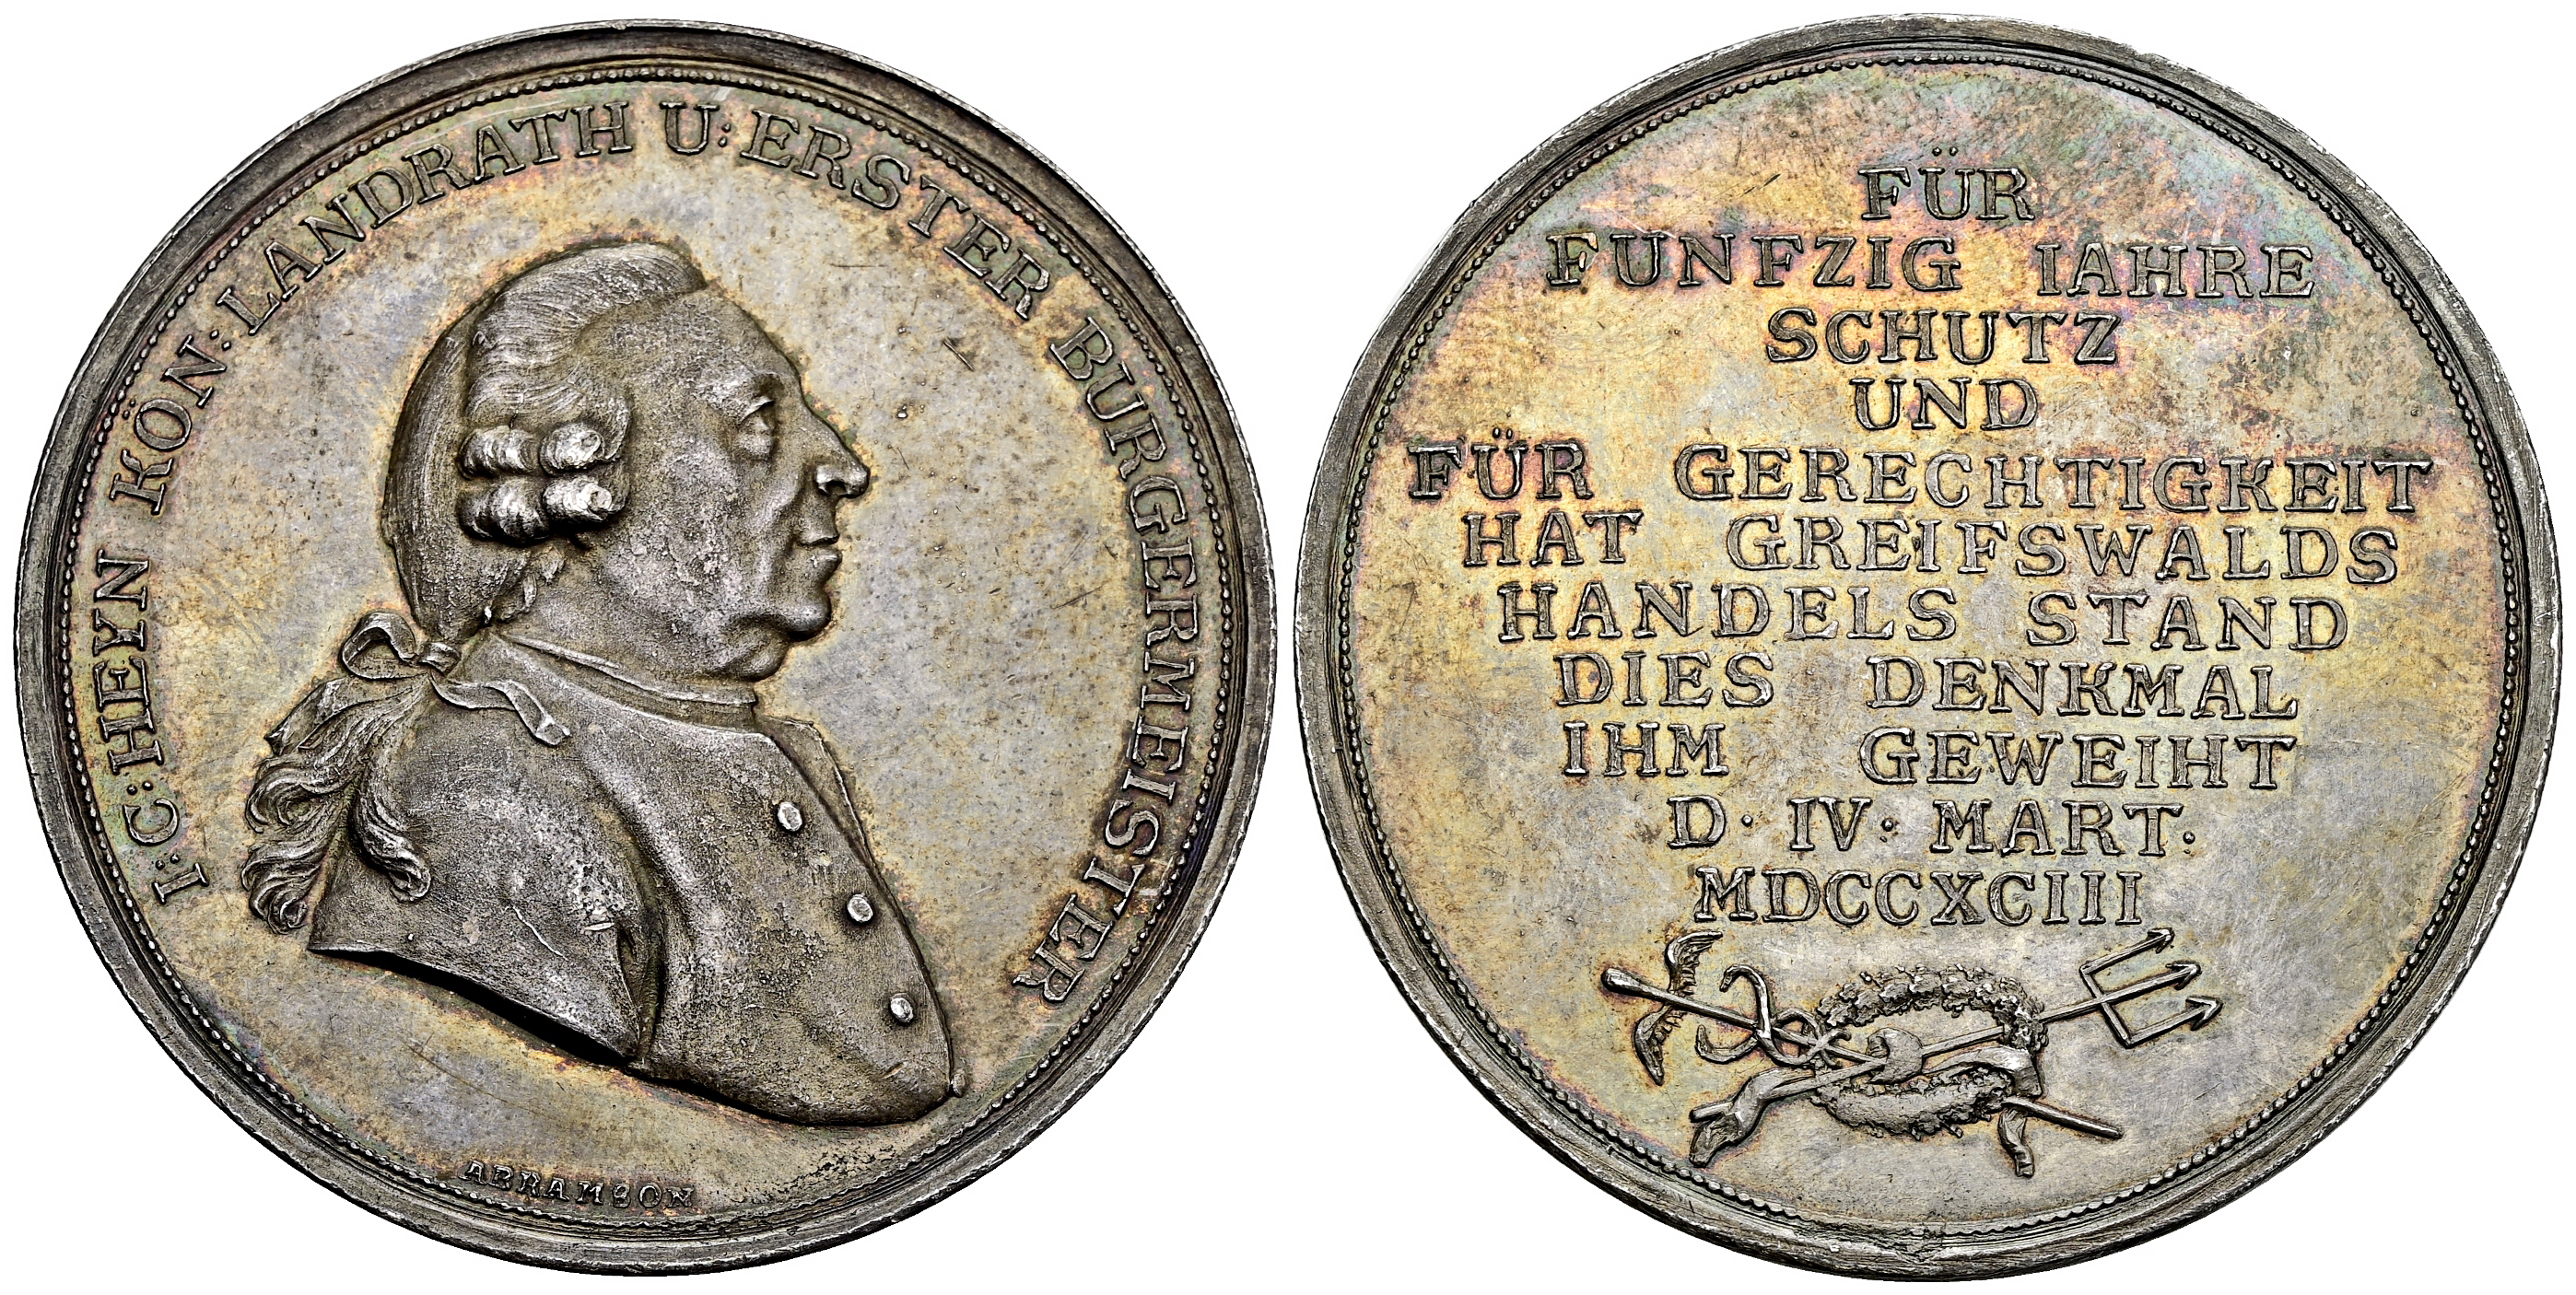 I: C: HEYN KÖN: LANDRATH U: ERSTER BURGERMEISTER
ABRAMSON
FÜR
FUNFZIG IAHRE
SCHUTZ
UND
FÜR GERECHTIGKEIT
HAT GREIFSWALDS
HANDELS STAND
DIES DENKMAL
IHM GEWEIHT
D. IV. MART.
MDCCXCIII